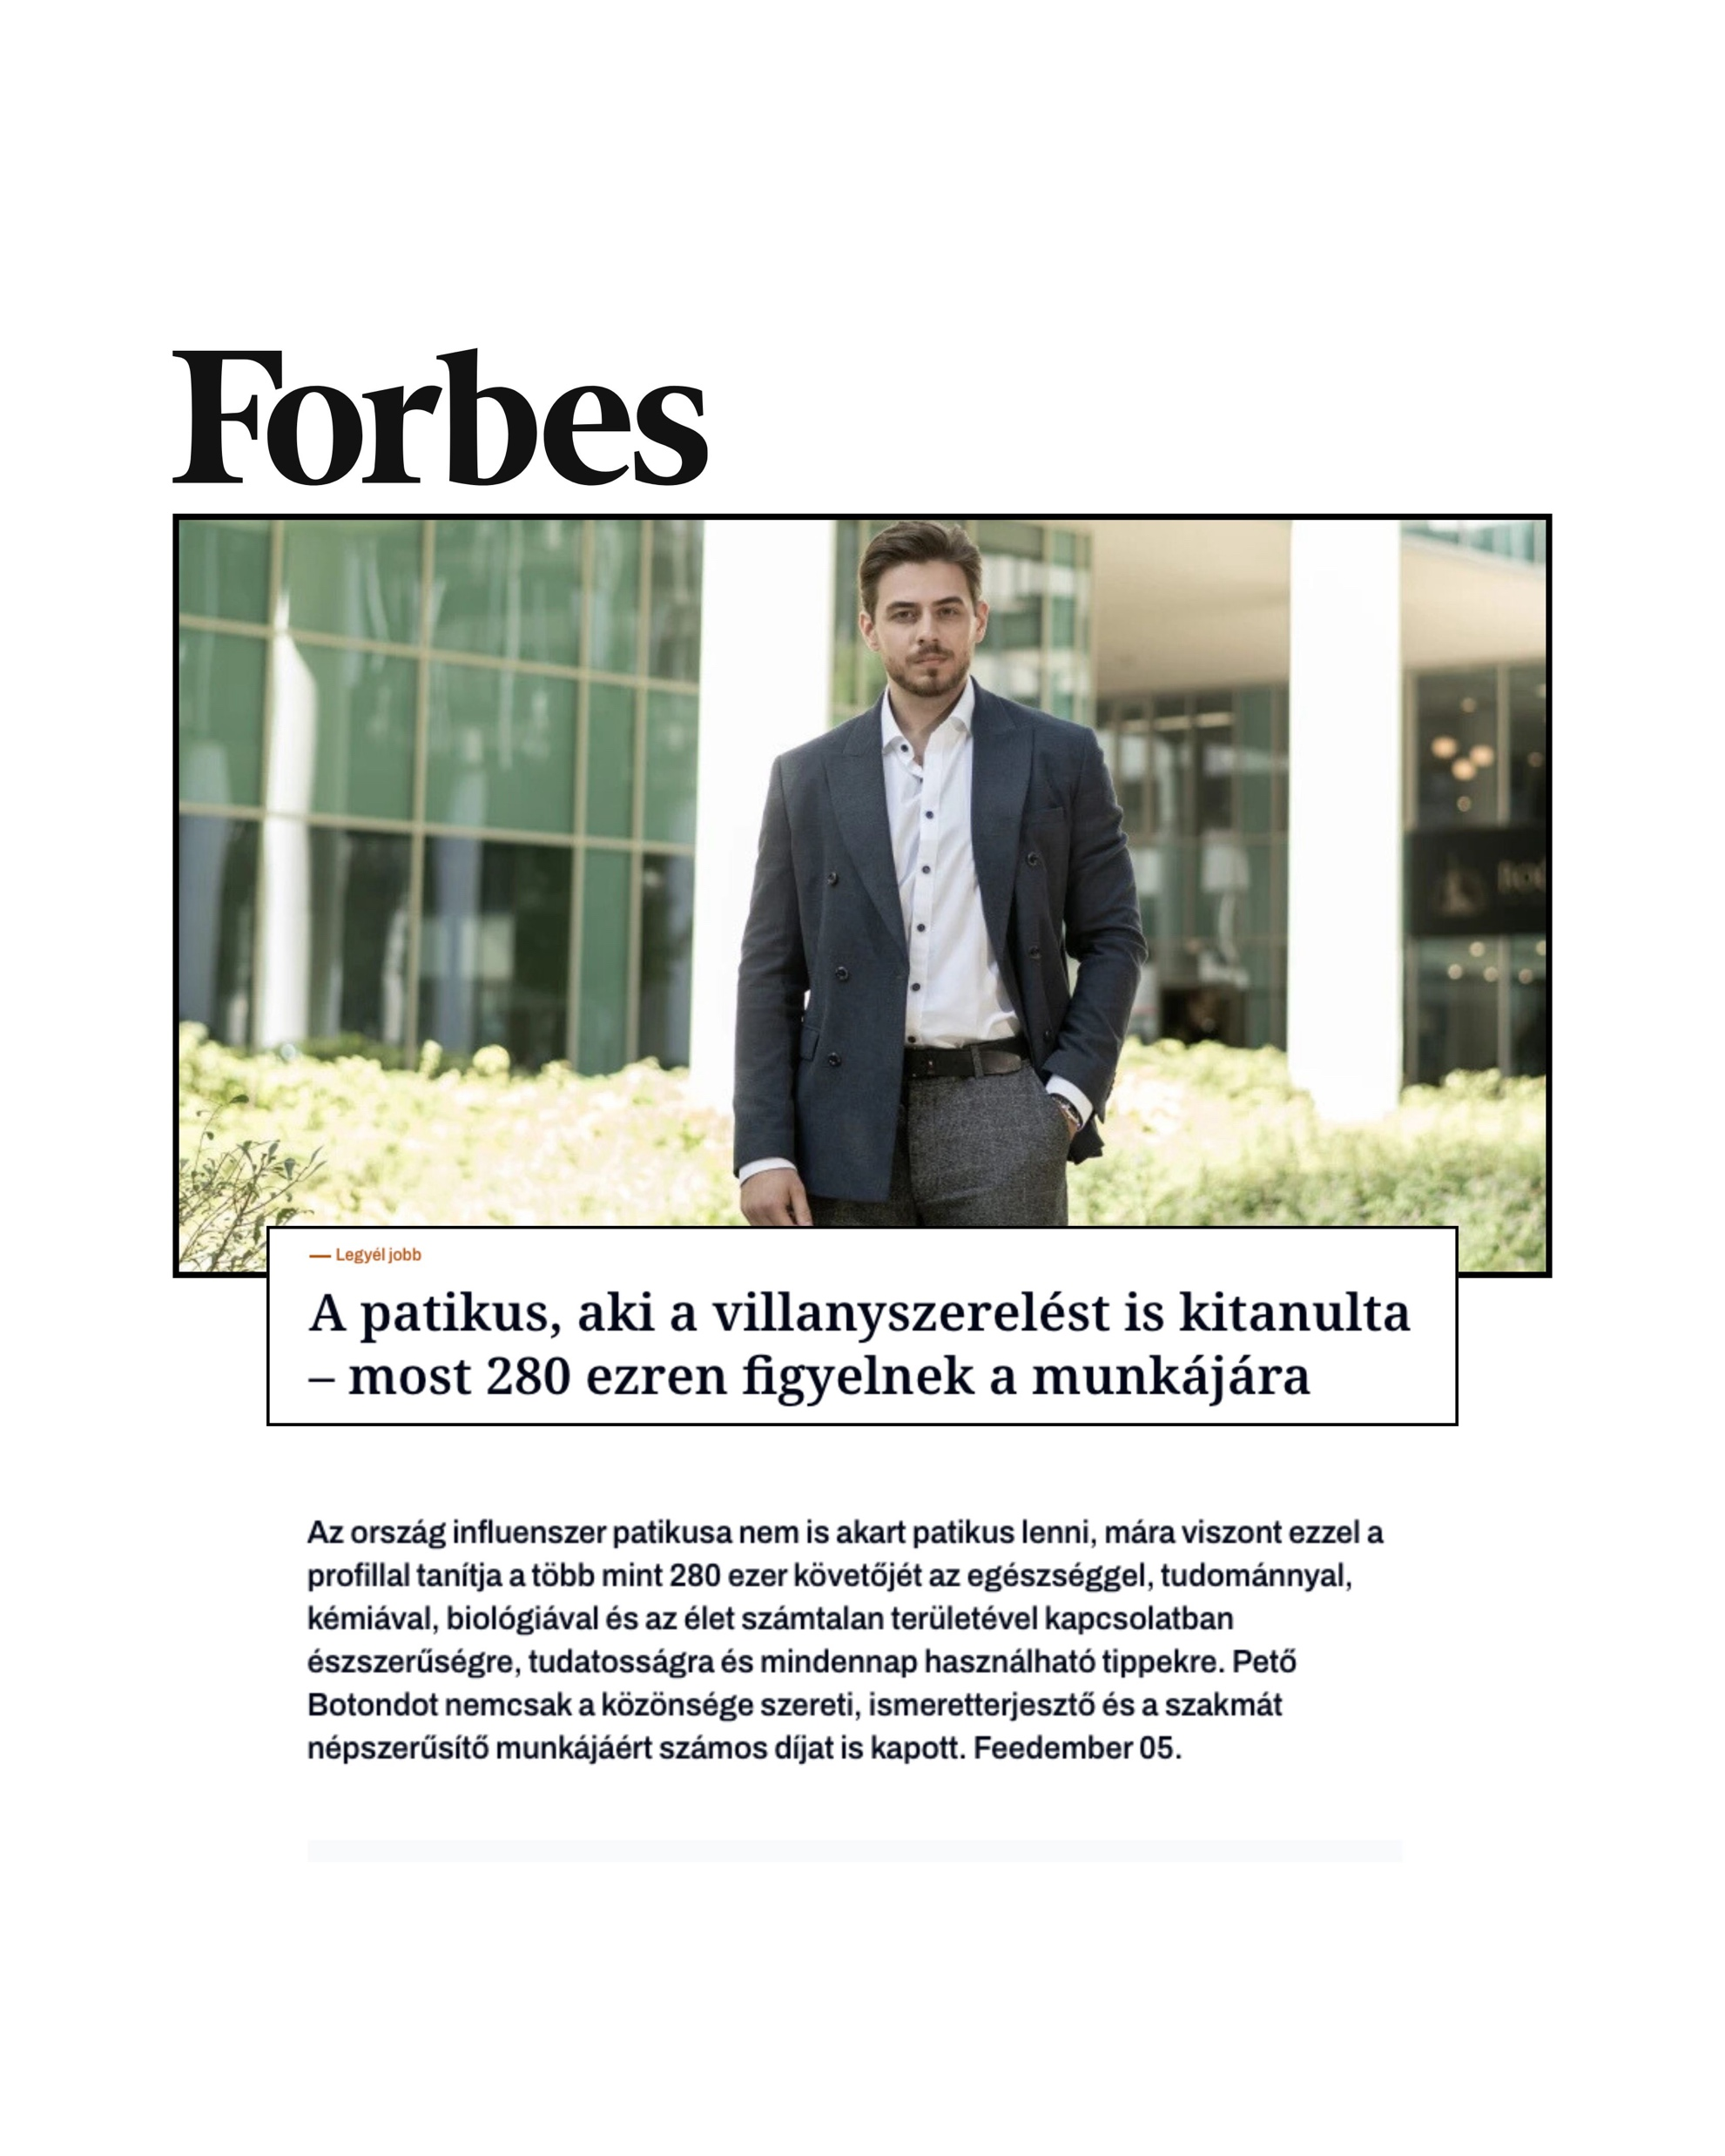 Forbes
— Legyél jobb
A patikus, aki a villanyszerelést is kitanulta
– most 280 ezren figyelnek a munkájára
Az ország influenszer patikusa nem is akart patikus lenni, mára viszont ezzel a
profillal tanítja a több mint 280 ezer követőjét az egészséggel, tudománnyal,
kémiával, biológiával és az élet számtalan területével kapcsolatban
észszerűségre, tudatosságra és mindennap használható tippekre. Pető
Botondot nemcsak a közönsége szereti, ismeretterjesztő és a szakmát
népszerűsítő munkájáért számos díjat is kapott. Feedember 05.